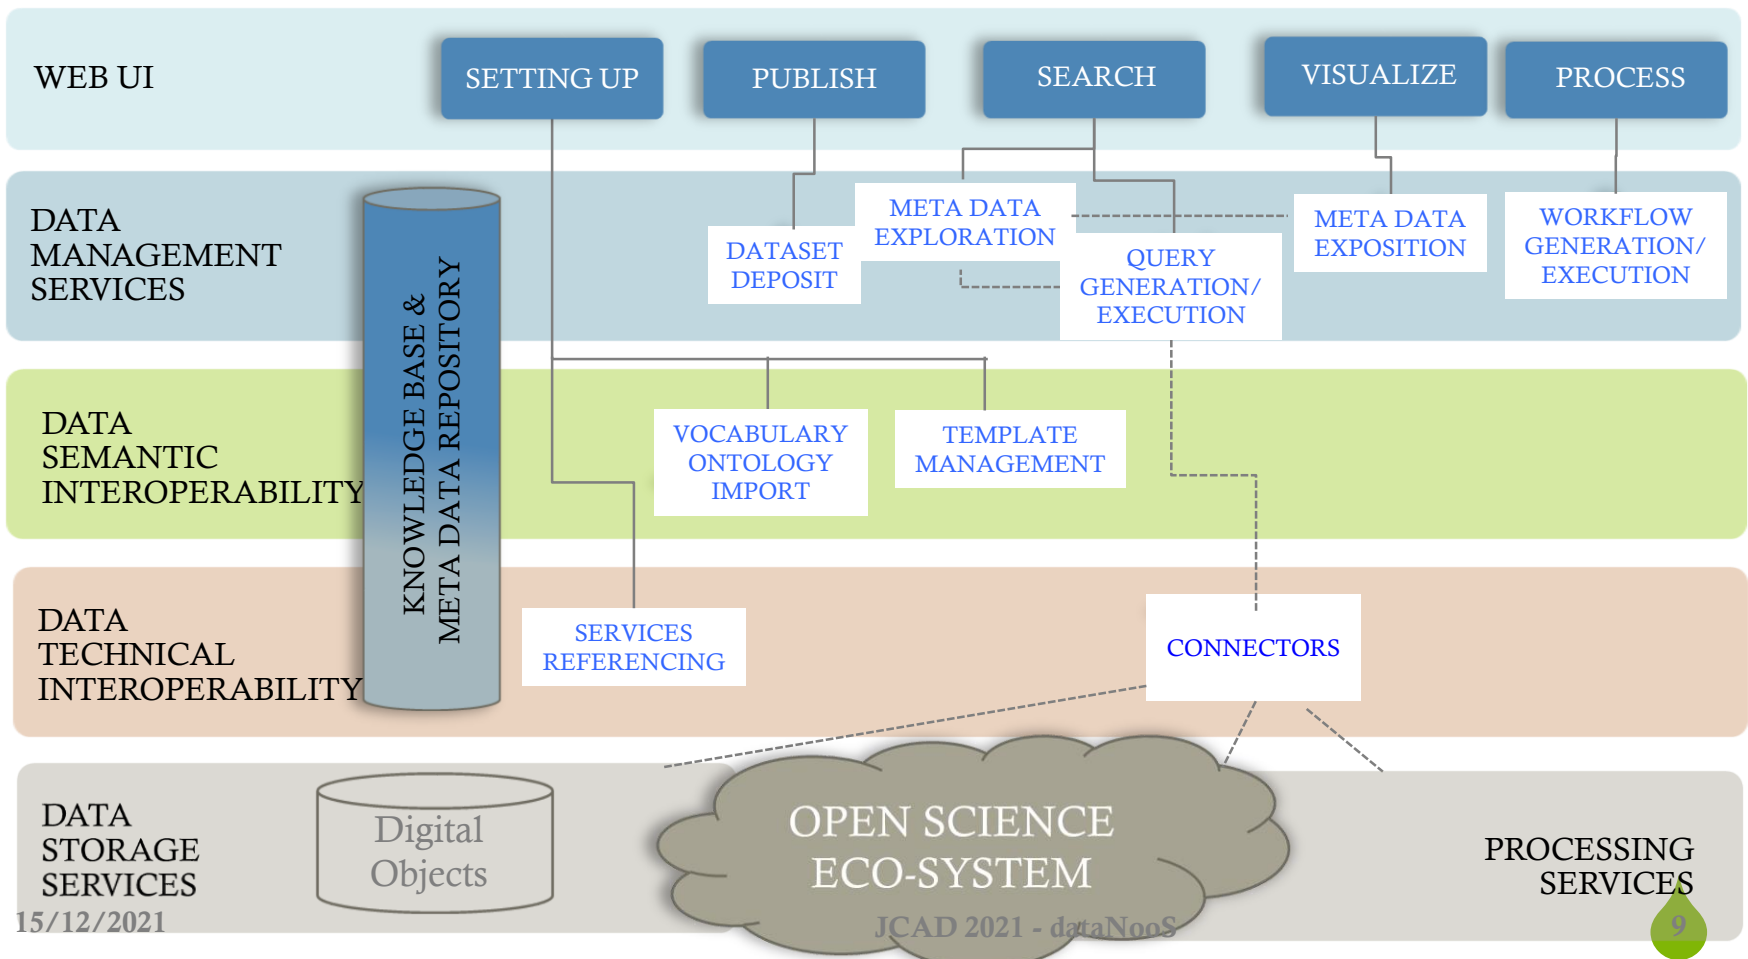 WEB UI
SETTING UP
PUBLISH
SEARCH
VISUALIZE
PROCESS
DATA
MANAGEMENT
SERVICES
KNOWLEDGE BASE &
META DATA REPOSITORY
DATASET
DEPOSIT
META DATA
EXPLORATION
QUERY
GENERATION/
EXECUTION
META DATA
EXPOSITION
WORKFLOW
GENERATION/
EXECUTION
DATA
SEMANTIC
INTEROPERABILITY
VOCABULARY
ONTOLOGY
IMPORT
TEMPLATE
MANAGEMENT
DATA
TECHNICAL
INTEROPERABILITY
SERVICES
REFERENCING
CONNECTORS
DATA
STORAGE
SERVICES
Digital
Objects
OPEN SCIENCE
ECO-SYSTEM
PROCESSING
SERVICES
15/12/2021
JCAD 2021 - dataNooS
9